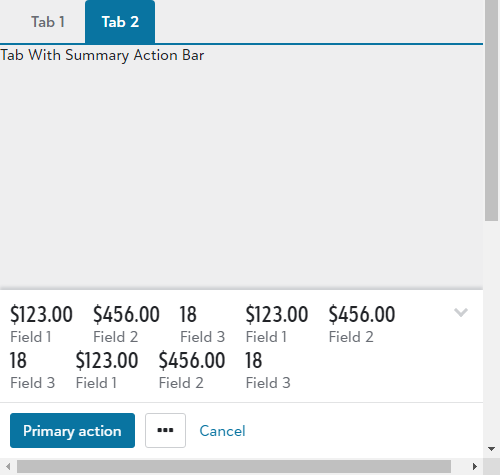 Tab 1 Tab 2
Tab With Summary Action Bar
$123.00 $456.00 18 $123.00 $456.00
Field 1 Field 2 Field 3 Field 1 Field 2
18 $123.00 $456.00 18
Field 3 Field 1 Field 2 Field 3
Primary action ••• Cancel